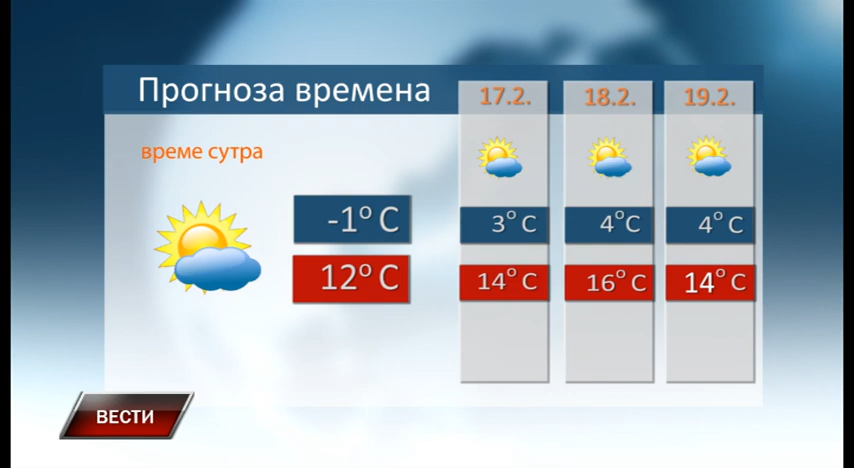 Прогноза времена
време сутра
-1° C
12° C
17.2.
3° C
14° C
18.2.
4°C
16° C
19.2.
4° C
14° C
ВЕСТИ